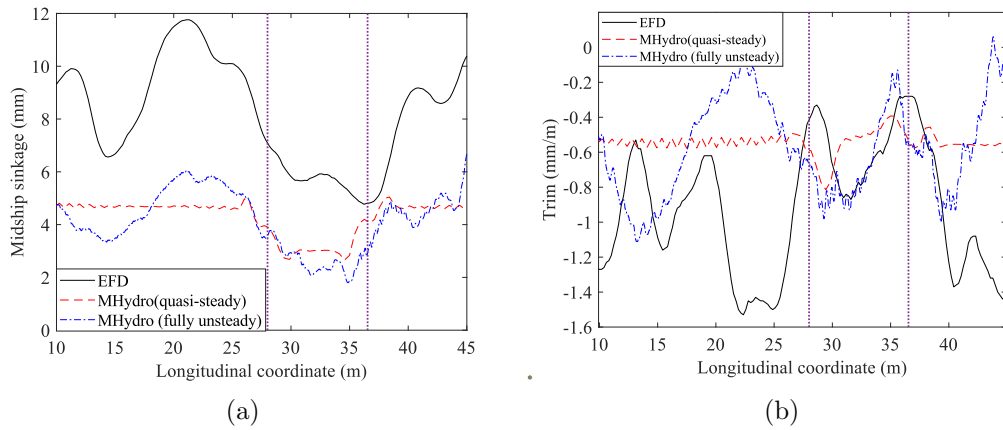 12
10
8
6
4
2
0
Midship sinkage (mm)
EFD
MHydro(quasi-steady)
MHydro (fully unsteady)
10 15 20 25 30 35 40 45
Longitudinal coordinate (m)
(a)
EFD
MHydro(quasi-steady)
MHydro (fully unsteady)
0
-0.2
-0.4
-0.6
-0.8
-1
-1.2
-1.4
-1.6
Trim (mm/m)
10 15 20 25 30 35 40 45
Longitudinal coordinate (m)
(b)